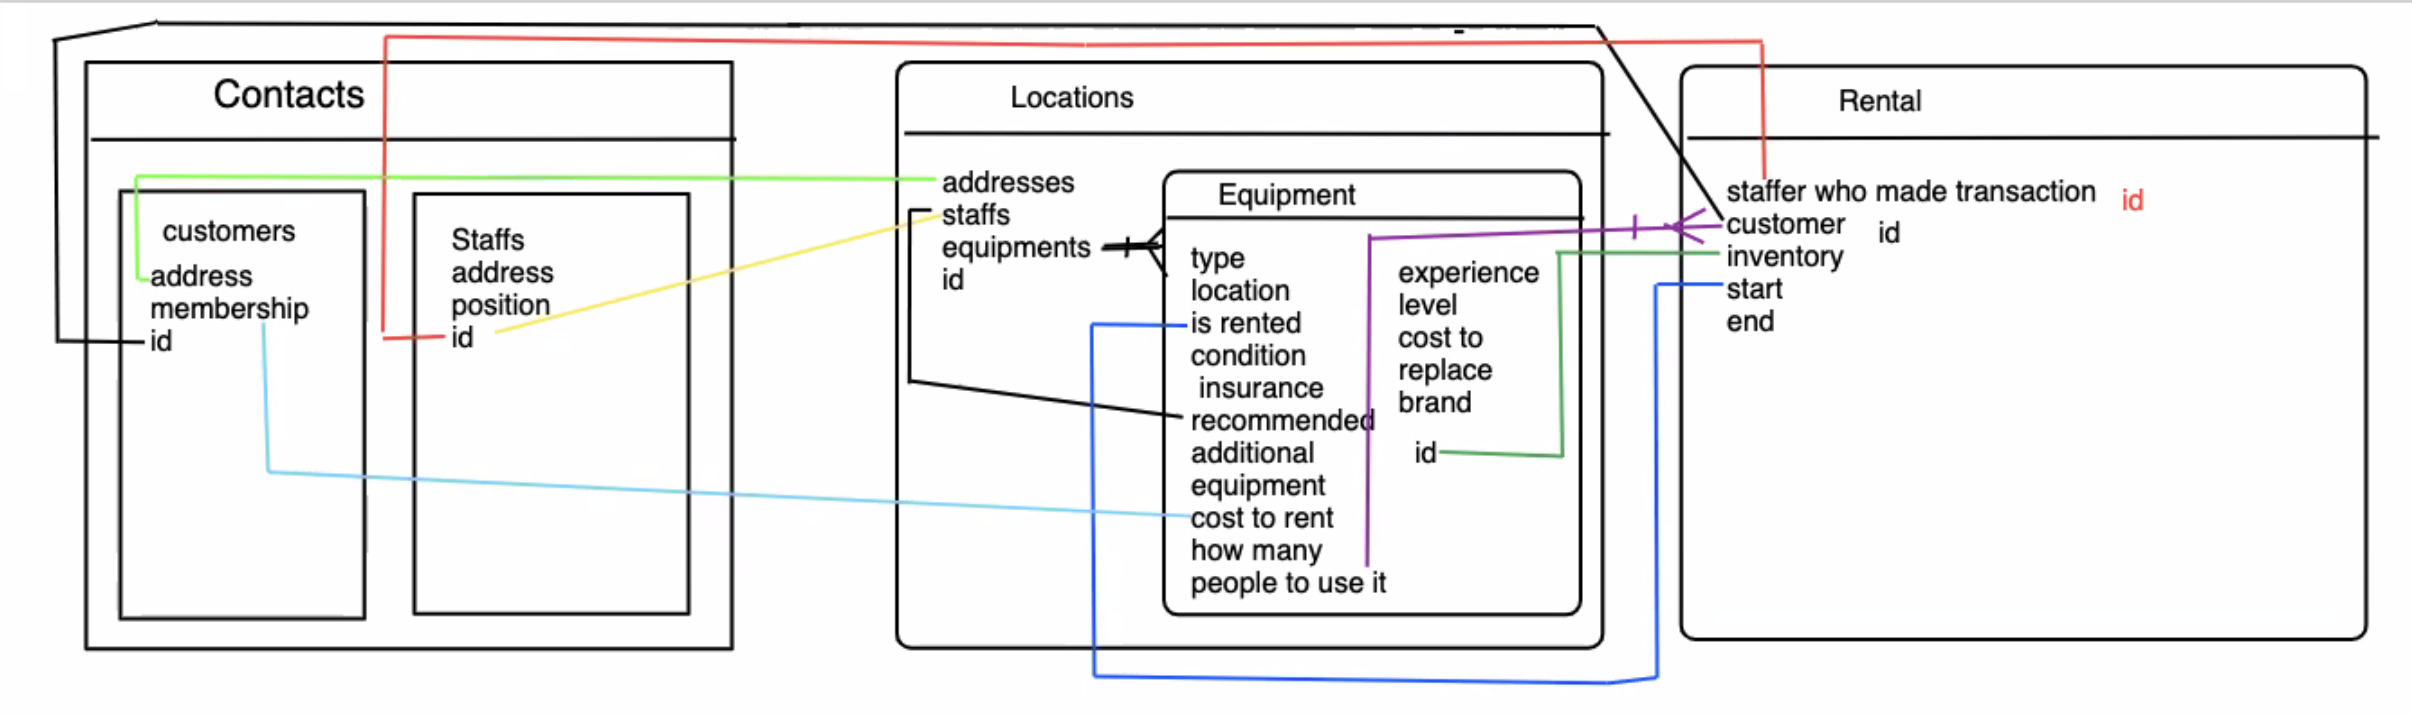 Contacts
customers
address
membership
id
Staffs
address
position
id
Locations
addresses
staffs
equipments
id
Equipment
type
location
is rented
condition
insurance
recommended
additional
equipment
cost to rent
how many
people to use it
experience
level
cost to
replace
brand
id
Rental
staffer who made transaction id
customer id
inventory
start
end